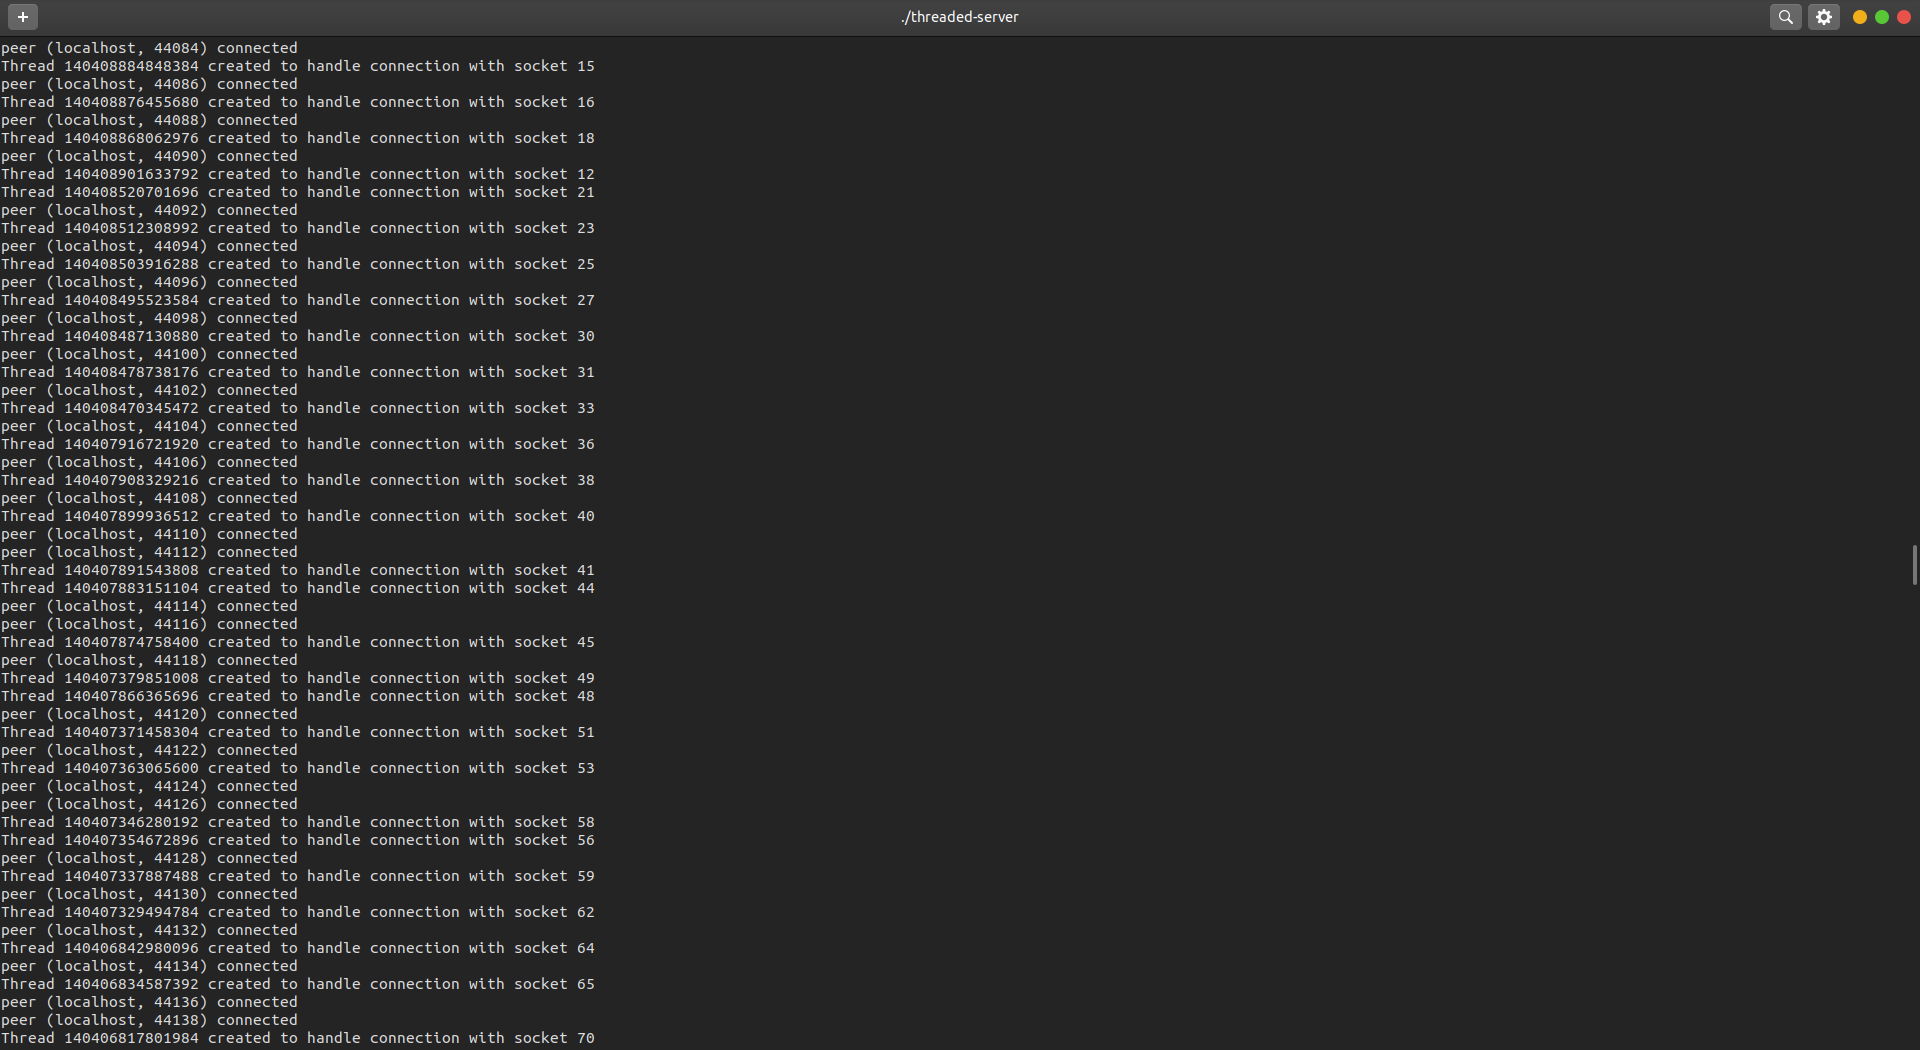 ./threaded-server
peer (localhost, 44084) connected
Thread 140408884848384 created to handle connection with socket 15
peer (localhost, 44086) connected
Thread 140408876455680 created to handle connection with socket 16
peer (localhost, 44088) connected
Thread 140408868062976 created to handle connection with socket 18
peer (localhost, 44090) connected
Thread 140408901633792 created to handle connection with socket 12
Thread 140408520701696 created to handle connection with socket 21
peer (localhost, 44092) connected
Thread 140408512308992 created to handle connection with socket 23
peer (localhost, 44094) connected
Thread 140408503916288 created to handle connection with socket 25
peer (localhost, 44096) connected
Thread 140408495523584 created to handle connection with socket 27
peer (localhost, 44098) connected
Thread 140408487130880 created to handle connection with socket 30
peer (localhost, 44100) connected
Thread 140408478738176 created to handle connection with socket 31
peer (localhost, 44102) connected
Thread 140408470345472 created to handle connection with socket 33
peer (localhost, 44104) connected
Thread 140407916721920 created to handle connection with socket 36
peer (localhost, 44106) connected
Thread 140407908329216 created to handle connection with socket 38
peer (localhost, 44108) connected
Thread 140407899936512 created to handle connection with socket 40
peer (localhost, 44110) connected
peer (localhost, 44112) connected
Thread 140407891543808 created to handle connection with socket 41
Thread 140407883151104 created to handle connection with socket 44
peer (localhost, 44114) connected
peer (localhost, 44116) connected
Thread 140407874758400 created to handle connection with socket 45
peer (localhost, 44118) connected
Thread 140407379851008 created to handle connection with socket 49
Thread 140407866365696 created to handle connection with socket 48
peer (localhost, 44120) connected
Thread 140407371458304 created to handle connection with socket 51
peer (localhost, 44122) connected
Thread 140407363065600 created to handle connection with socket 53
peer (localhost, 44124) connected
peer (localhost, 44126) connected
Thread 140407346280192 created to handle connection with socket 58
Thread 140407354672896 created to handle connection with socket 56
peer (localhost, 44128) connected
Thread 140407337887488 created to handle connection with socket 59
peer (localhost, 44130) connected
Thread 140407329494784 created to handle connection with socket 62
peer (localhost, 44132) connected
Thread 140406842980096 created to handle connection with socket 64
peer (localhost, 44134) connected
Thread 140406834587392 created to handle connection with socket 65
peer (localhost, 44136) connected
peer (localhost, 44138) connected
Thread 140406817801984 created to handle connection with socket 70